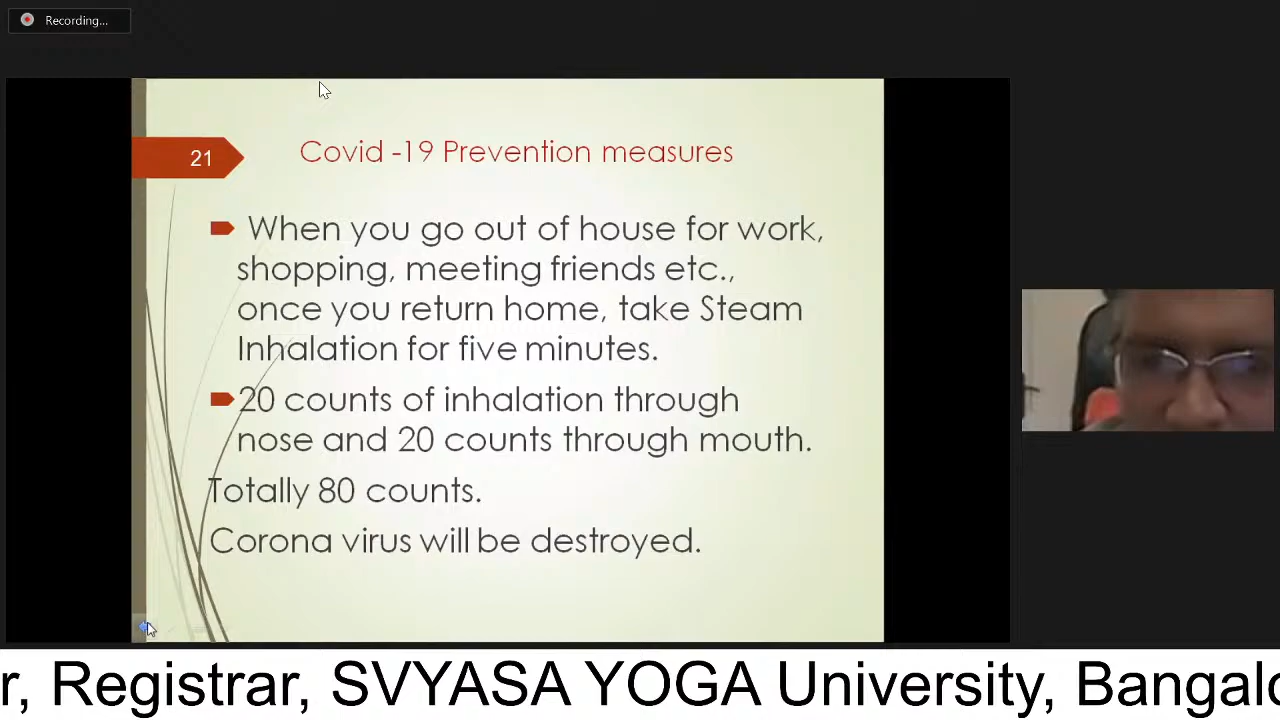 Recording...
21
Covid -19 Prevention measures
When you go out of house for work,
shopping, meeting friends etc.,
once you return home, take Steam
Inhalation for five minutes.
20 counts of inhalation through
nose and 20 counts through mouth.
Totally 80 counts.
Corona virus will be destroyed.
r, Registrar, SVYASA YOGA University, Bangalo